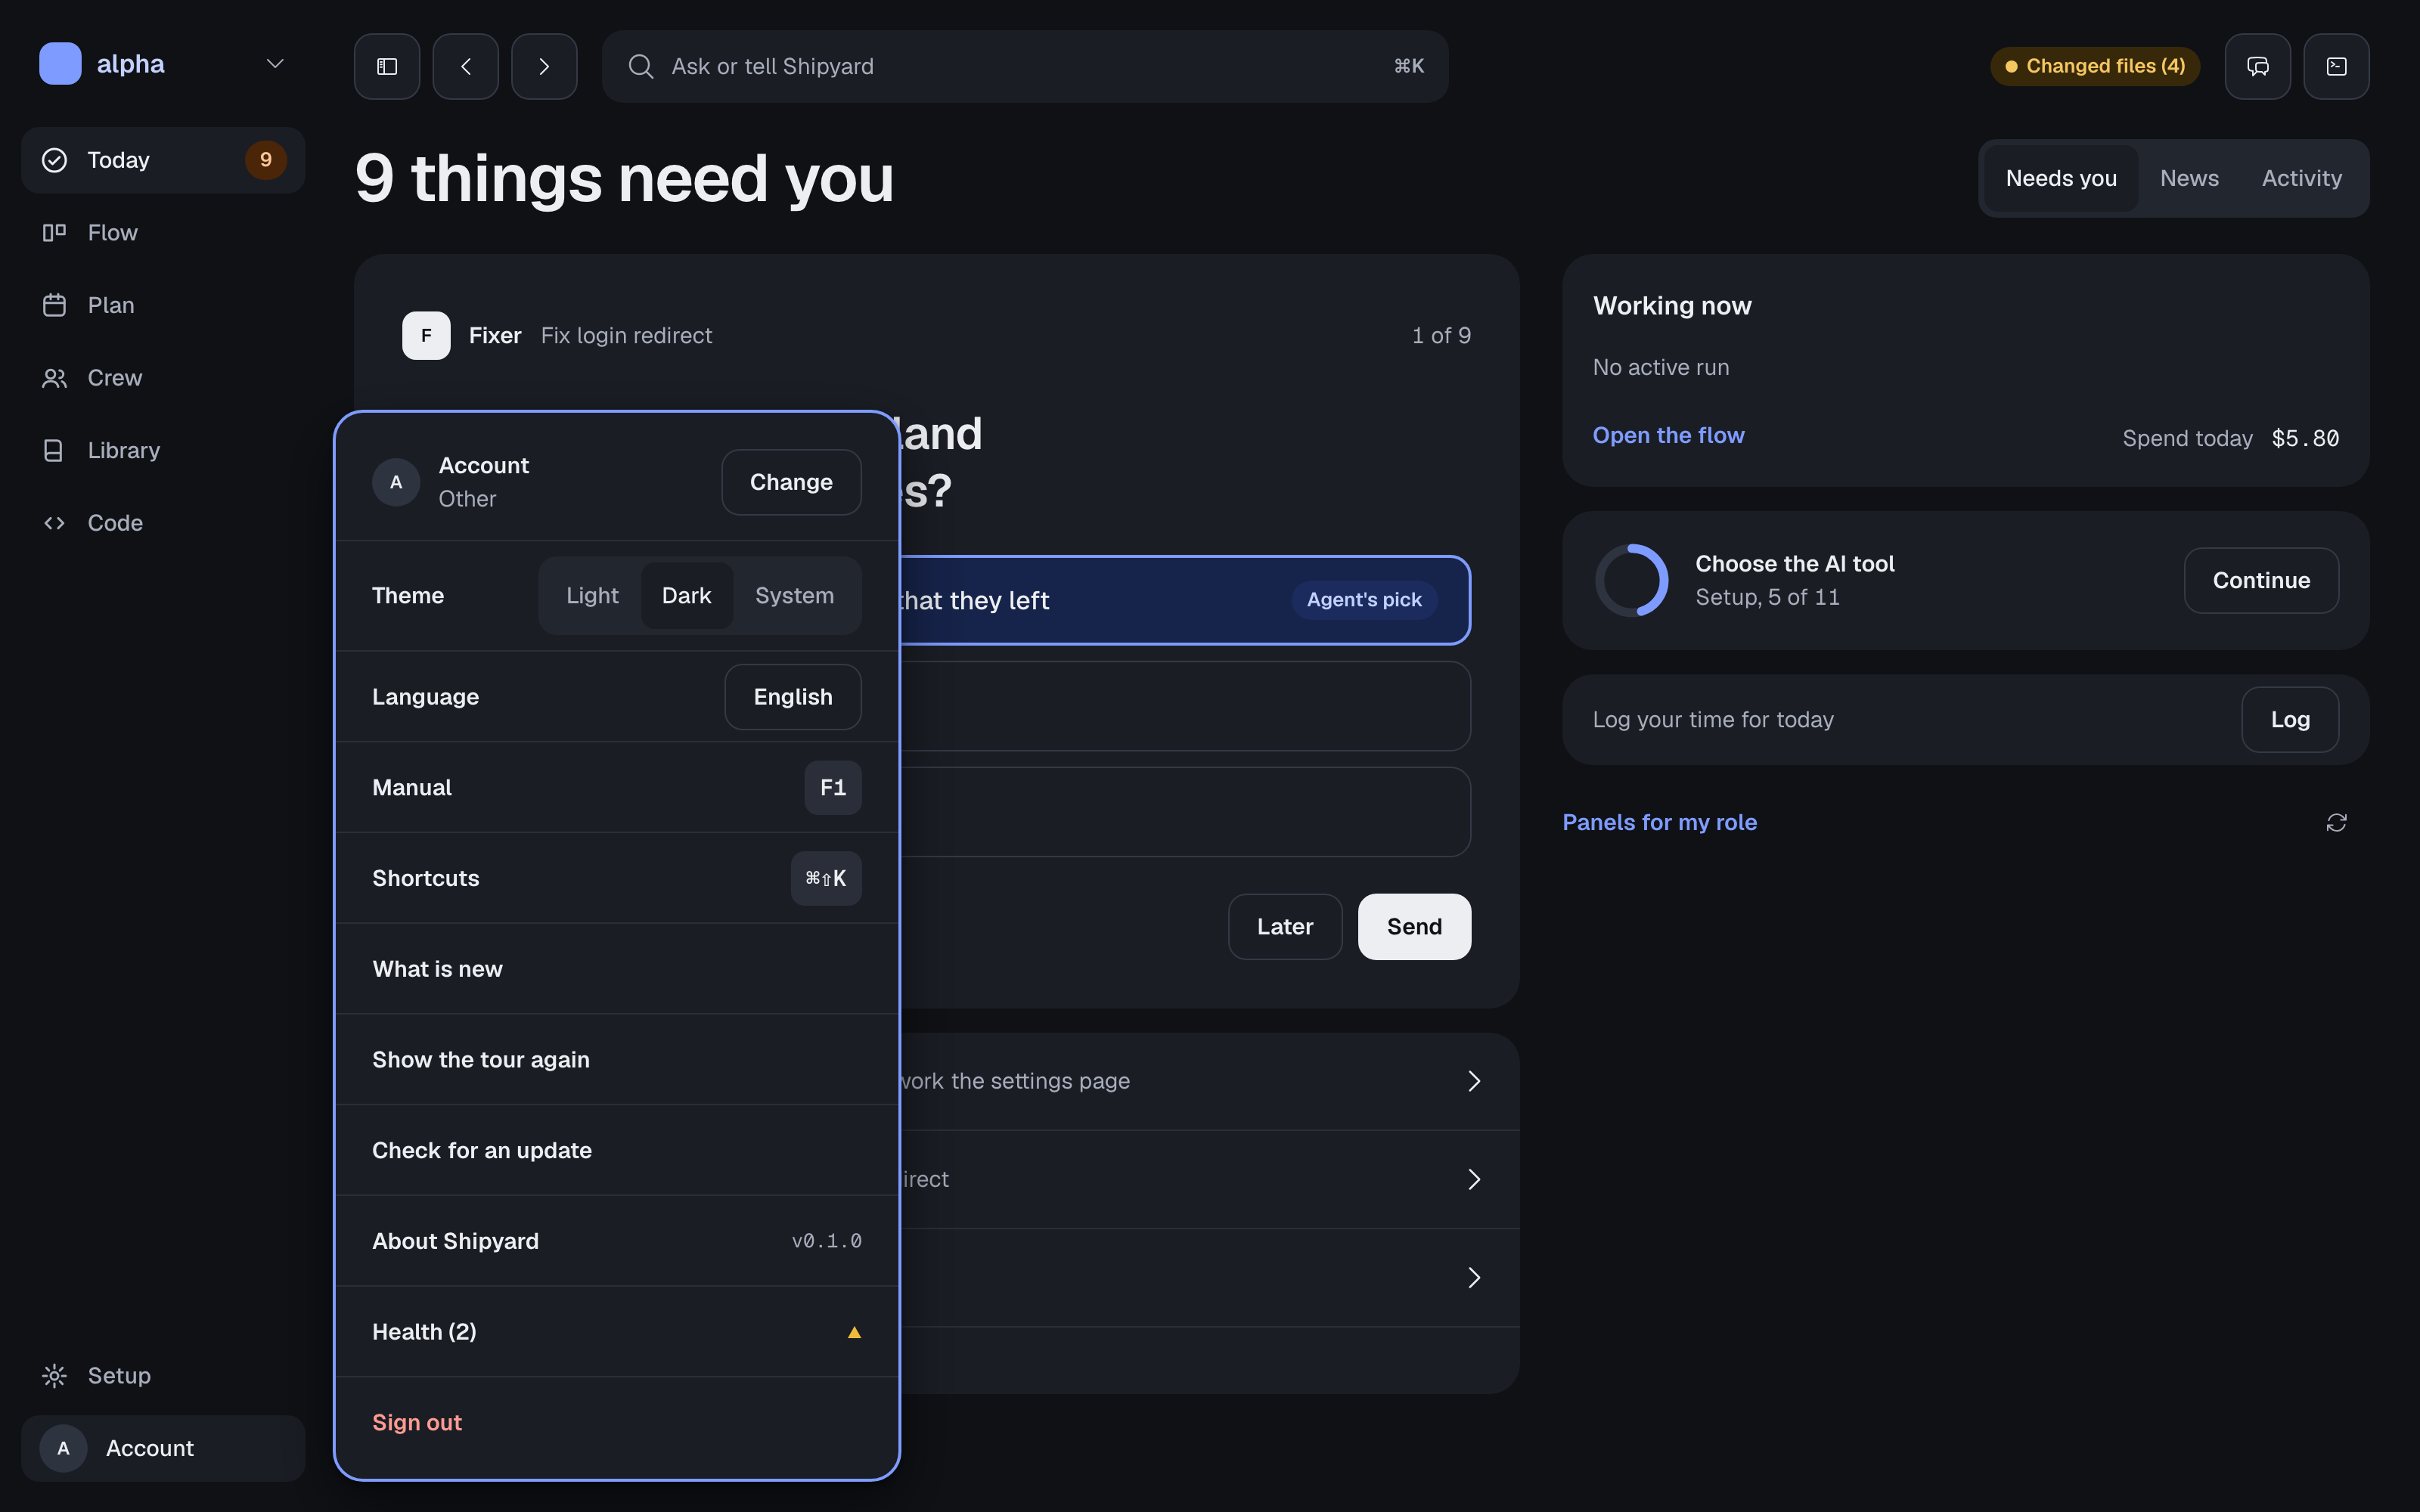 alpha
Ask or tell Shipyard ⌘K
Changed files (4)
Today 9
Flow
Plan
Crew
Library
Code
Setup
A Account
9 things need you
Needs you News Activity
F Fixer Fix login redirect 1 of 9
land
s?
that they left Agent's pick
Later Send
work the settings page
irect
A Account
Other
Change
Theme Light Dark System
Language English
Manual F1
Shortcuts ⌘⇧K
What is new
Show the tour again
Check for an update
About Shipyard v0.1.0
Health (2)
Sign out
Working now
No active run
Open the flow Spend today $5.80
Choose the AI tool
Setup, 5 of 11
Continue
Log your time for today Log
Panels for my role